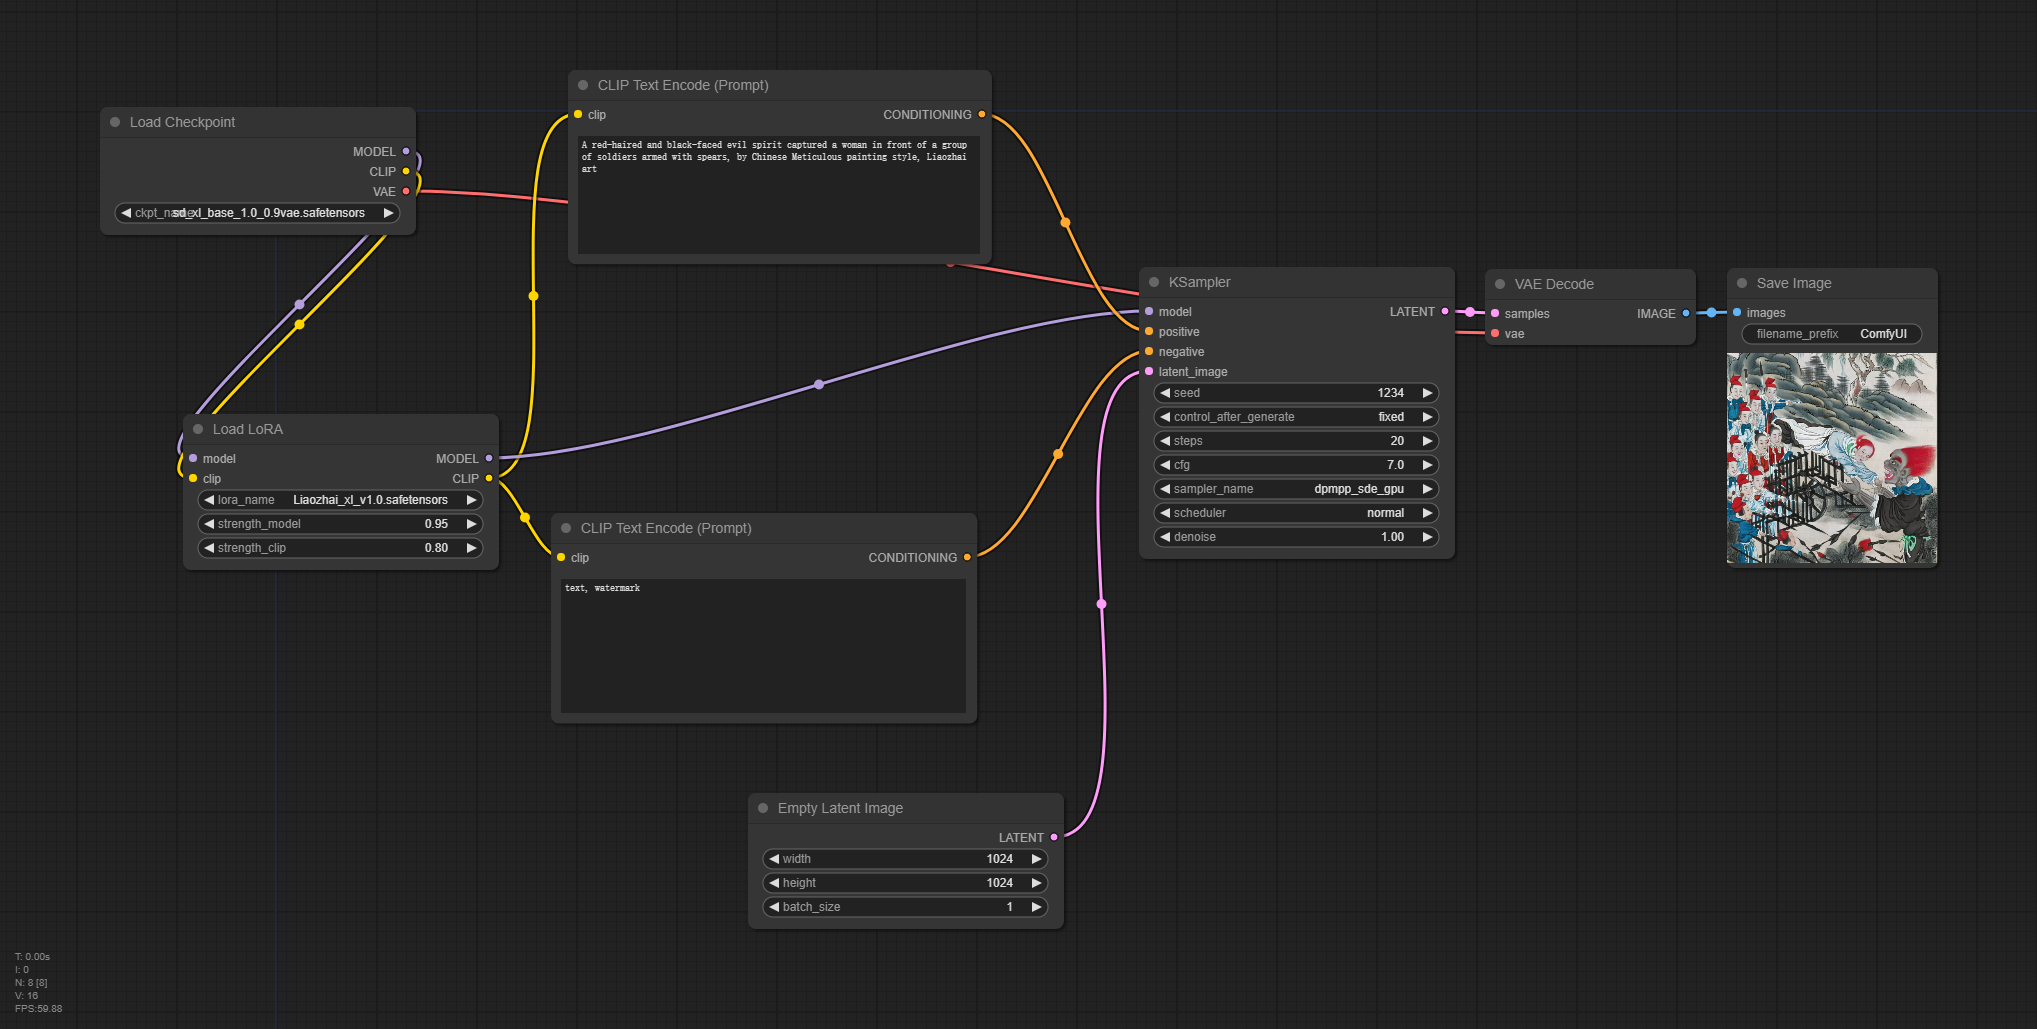 Load Checkpoint
MODEL
CLIP
VAE
ckpt_name sd_xl_base_1.0_0.9vae.safetensors
CLIP Text Encode (Prompt)
clip CONDITIONING
A red-haired and black-faced evil spirit captured a woman in front of a group
of soldiers armed with spears, by Chinese Meticulous painting style, Liaozhai
art
Load LoRA
model MODEL
clip CLIP
lora_name Liaozhai_xl_v1.0.safetensors
strength_model 0.95
strength_clip 0.80
CLIP Text Encode (Prompt)
clip CONDITIONING
text, watermark
Empty Latent Image
LATENT
width 1024
height 1024
batch_size 1
KSampler
model LATENT
positive
negative
latent_image
seed 1234
control_after_generate fixed
steps 20
cfg 7.0
sampler_name dpmpp_sde_gpu
scheduler normal
denoise 1.00
VAE Decode
samples IMAGE
vae
Save Image
images
filename_prefix ComfyUI
T: 0.00s
I: 0
N: 8 [8]
V: 16
FPS:59.88